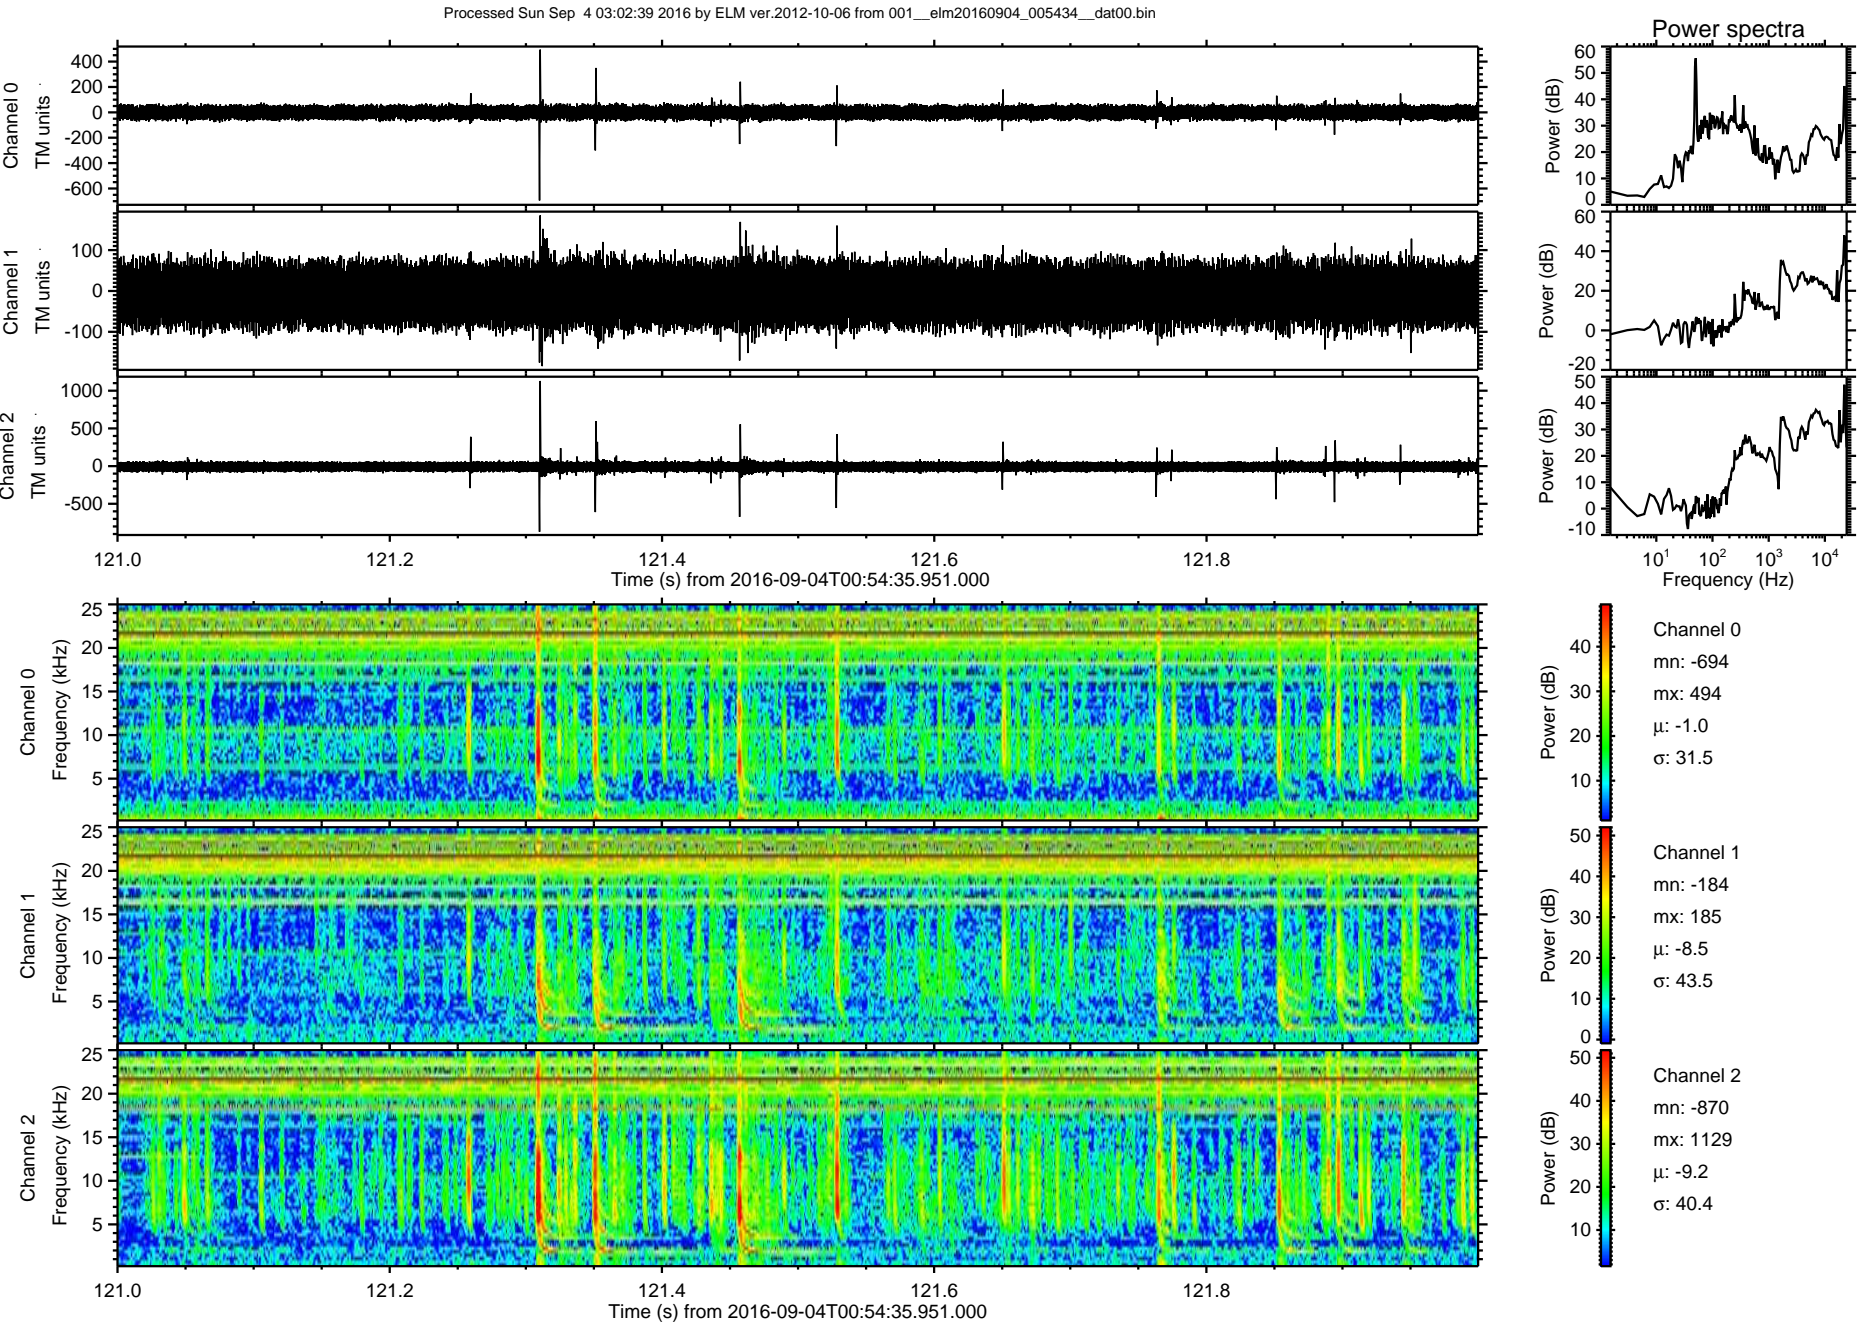 Processed Sun Sep 4 03:02:39 2016 by ELM ver.2012-10-06 from 001__elm20160904_005434__dat00.bin
Power spectra
Channel 0
TM units
400
200
0
-200
-400
-600
Power (dB)
60
50
40
30
20
10
0
Channel 1
TM units
100
0
-100
Power (dB)
60
40
20
0
-20
Channel 2
TM units
1000
500
0
-500
Power (dB)
50
40
30
20
10
0
-10
121.0 121.2 121.4 121.6 121.8
Time (s) from 2016-09-04T00:54:35.951.000
10^1 10^2 10^3 10^4
Frequency (Hz)
Channel 0
Frequency (kHz)
25
20
15
10
5
Power (dB)
40
30
20
10
Channel 0
mn: -694
mx: 494
μ: -1.0
σ: 31.5
Channel 1
Frequency (kHz)
25
20
15
10
5
Power (dB)
50
40
30
20
10
0
Channel 1
mn: -184
mx: 185
μ: -8.5
σ: 43.5
Channel 2
Frequency (kHz)
25
20
15
10
5
Power (dB)
50
40
30
20
10
Channel 2
mn: -870
mx: 1129
μ: -9.2
σ: 40.4
121.0 121.2 121.4 121.6 121.8
Time (s) from 2016-09-04T00:54:35.951.000